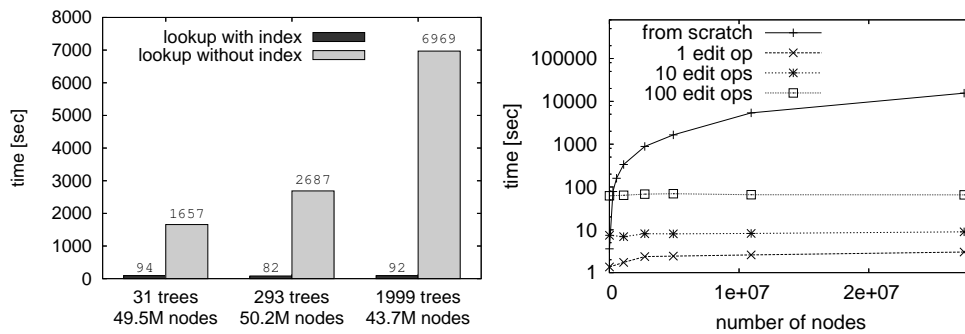 8000
7000
6000
5000
4000
3000
2000
1000
0
time [sec]
lookup with index
lookup without index
94
1657
82
2687
92
6969
31 trees
49.5M nodes
293 trees
50.2M nodes
1999 trees
43.7M nodes
100000
10000
1000
100
10
1
time [sec]
from scratch
1 edit op
10 edit ops
100 edit ops
0
1e+07
2e+07
number of nodes